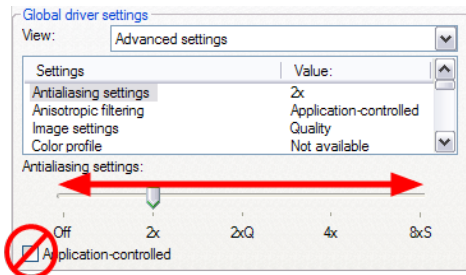 Global driver settings
View: Advanced settings
Settings Value:
Antialiasing settings 2x
Anisotropic filtering Application-controlled
Image settings Quality
Color profile Not available
Antialiasing settings:
Off 2x 2xQ 4x 8xS
Application-controlled